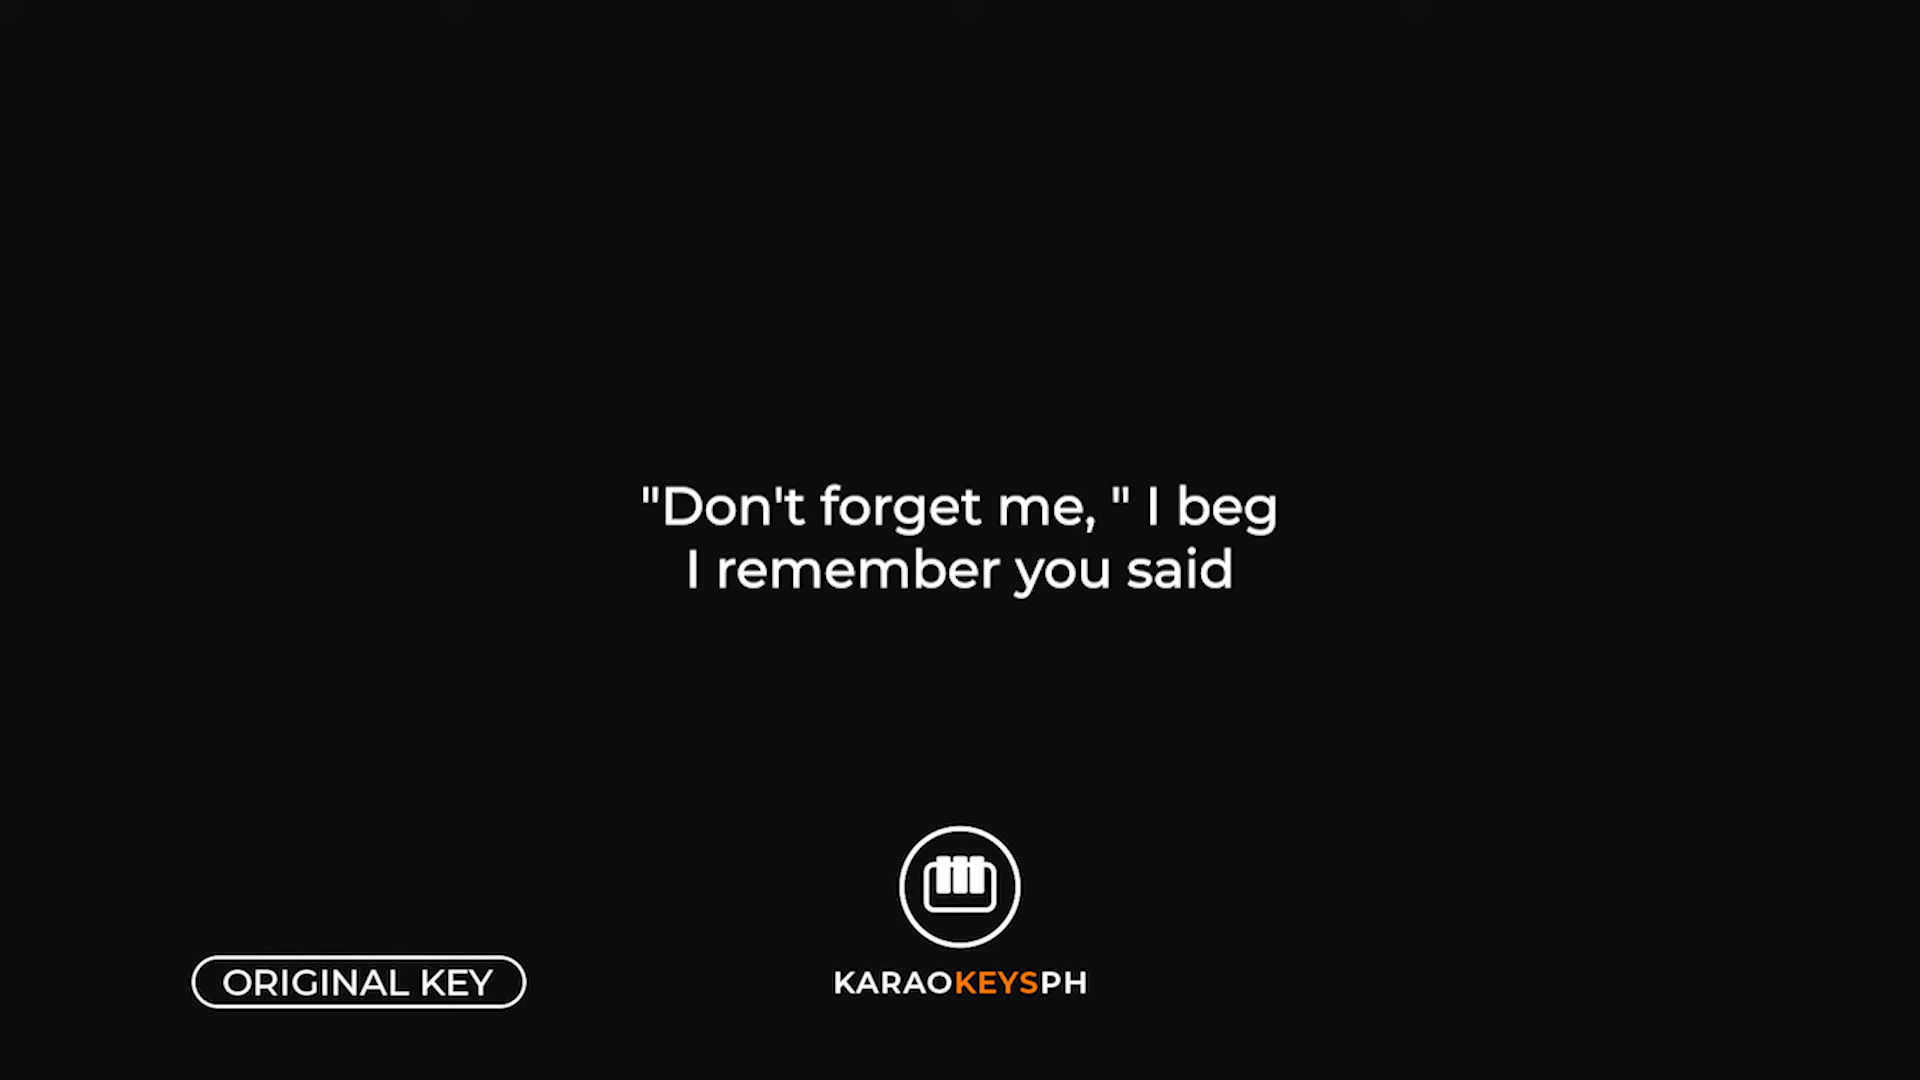 "Don't forget me, " I beg
I remember you said
ORIGINAL KEY
KARAOKEYSPH